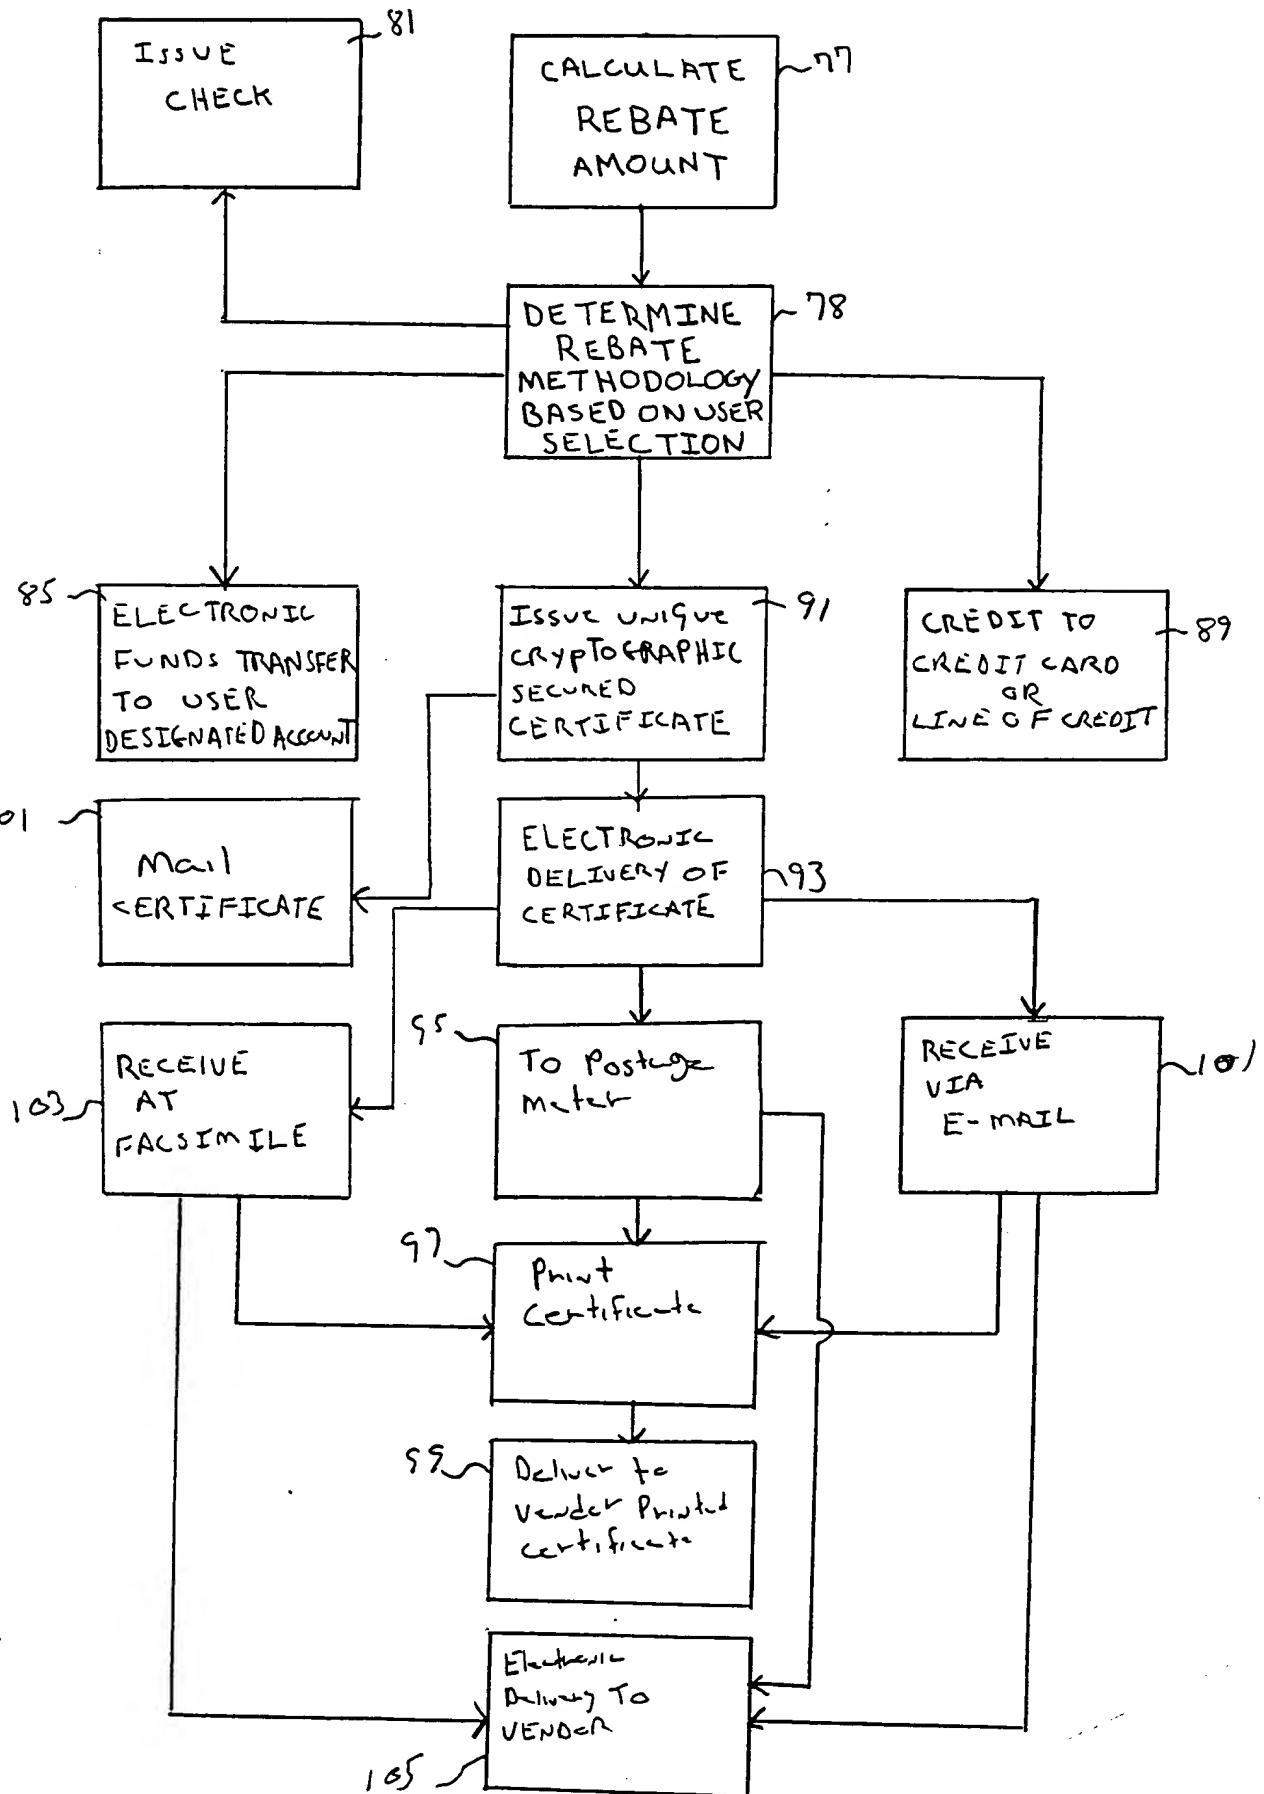 ISSUE
CHECK
81
CALCULATE
REBATE
AMOUNT
77
DETERMINE
REBATE
METHODOLOGY
BASED ON USER
SELECTION
78
85
ELECTRONIC
FUNDS TRANSFER
TO USER
DESIGNATED ACCOUNT
ISSUE UNIQUE
CRYPTOGRAPHIC
SECURED
CERTIFICATE
91
CREDIT TO
CREDIT CARD
OR
LINE OF CREDIT
89
01
Mail
CERTIFICATE
ELECTRONIC
DELIVERY OF
CERTIFICATE
93
103
RECEIVE
AT
FACSIMILE
95
To Postage
Meter
RECEIVE
VIA
E-MAIL
101
97
Print
Certificate
99
Deliver to
Vender Printed
Certificate
Electronic
Delivery To
VENDOR
105